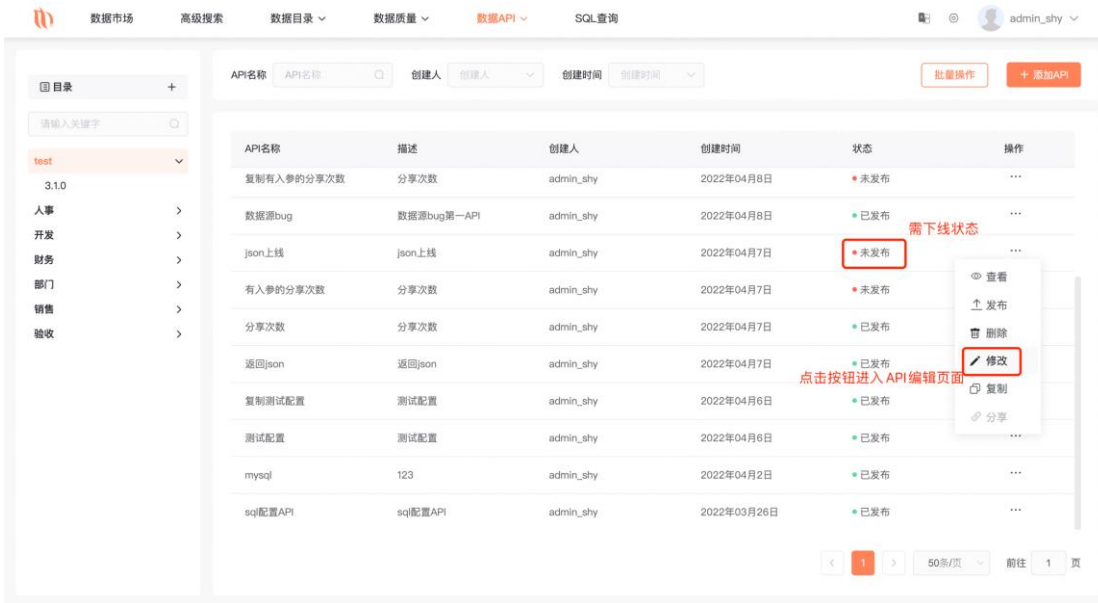 数据市场 高级搜索 数据目录 数据质量 数据API SQL查询 admin_shy
目录 +
请输入关键字
test
3.1.0
人事
开发
财务
部门
销售
验收
API名称 API名称 创建人 创建人 创建时间 创建时间 批量操作 + 添加API
API名称 描述 创建人 创建时间 状态 操作
复制有入参的分享次数 分享次数 admin_shy 2022年04月8日 未发布 ...
数据源bug 数据源bug第一API admin_shy 2022年04月8日 已发布 ...
需下线状态
json上线 json上线 admin_shy 2022年04月7日 未发布 ...
有入参的分享次数 分享次数 admin_shy 2022年04月7日 未发布
分享次数 分享次数 admin_shy 2022年04月7日 已发布
返回json 返回json admin_shy 2022年04月7日 已发布
点击按钮进入API编辑页面
复制测试配置 测试配置 admin_shy 2022年04月6日 已发布
测试配置 测试配置 admin_shy 2022年04月6日 已发布 ...
mysql 123 admin_shy 2022年04月2日 已发布 ...
sql配置API sql配置API admin_shy 2022年03月26日 已发布 ...
查看
发布
删除
修改
复制
分享
< 1 > 50条/页 前往 1 页